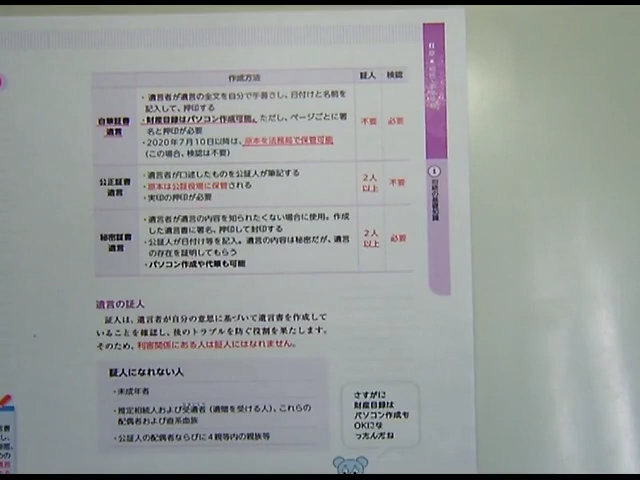 作成方法 証人 検認
自筆証書
遺言
・遺言者が遺言の全文を自分で手書きし、日付けと名前を
記入して、押印する
・財産目録はパソコン作成可能。ただし、ページごとに署
名と押印が必要
・2020年7月10日以降は、原本を法務局で保管可能
(この場合、検認は不要)
不要 必要
公正証書
遺言
・遺言者が口述したものを公証人が筆記する
・原本は公証役場に保管される
・実印の押印が必要
2人
以上
不要
秘密証書
遺言
・遺言者が遺言の内容を知られたくない場合に使用。作成
した遺言書に署名、押印して封印する
・公証人が日付け等を記入。遺言の内容は秘密だが、遺言
の存在を証明してもらう
・パソコン作成や代筆も可能
2人
以上
必要
遺言の証人
証人は、遺言者が自分の意思に基づいて遺言書を作成して
いることを確認し、後のトラブルを防ぐ役割を果たします。
そのため、利害関係にある人は証人にはなれません。
証人になれない人
・未成年者
・推定相続人および受遺者(遺贈を受ける人)、これらの
配偶者および直系血族
・公証人の配偶者ならびに4親等内の親族等
さすがに
財産目録は
パソコン作成も
OKにな
ったんだね
1
相続の基礎知識